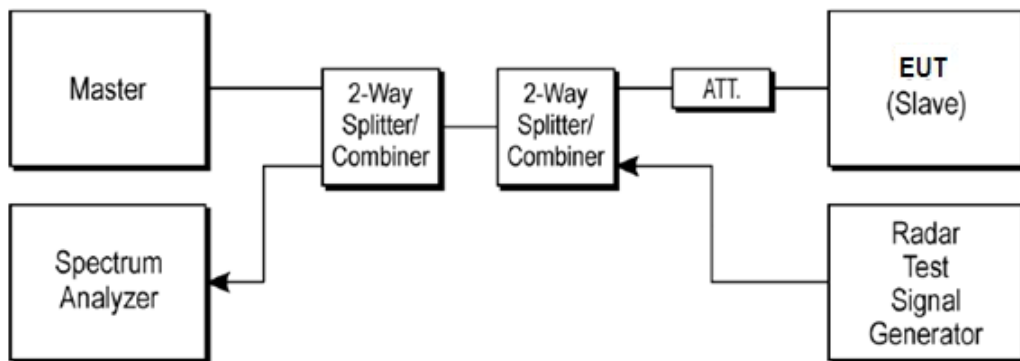 Master
2-Way
Splitter/
Combiner
2-Way
Splitter/
Combiner
ATT.
EUT
(Slave)
Spectrum
Analyzer
Radar
Test
Signal
Generator